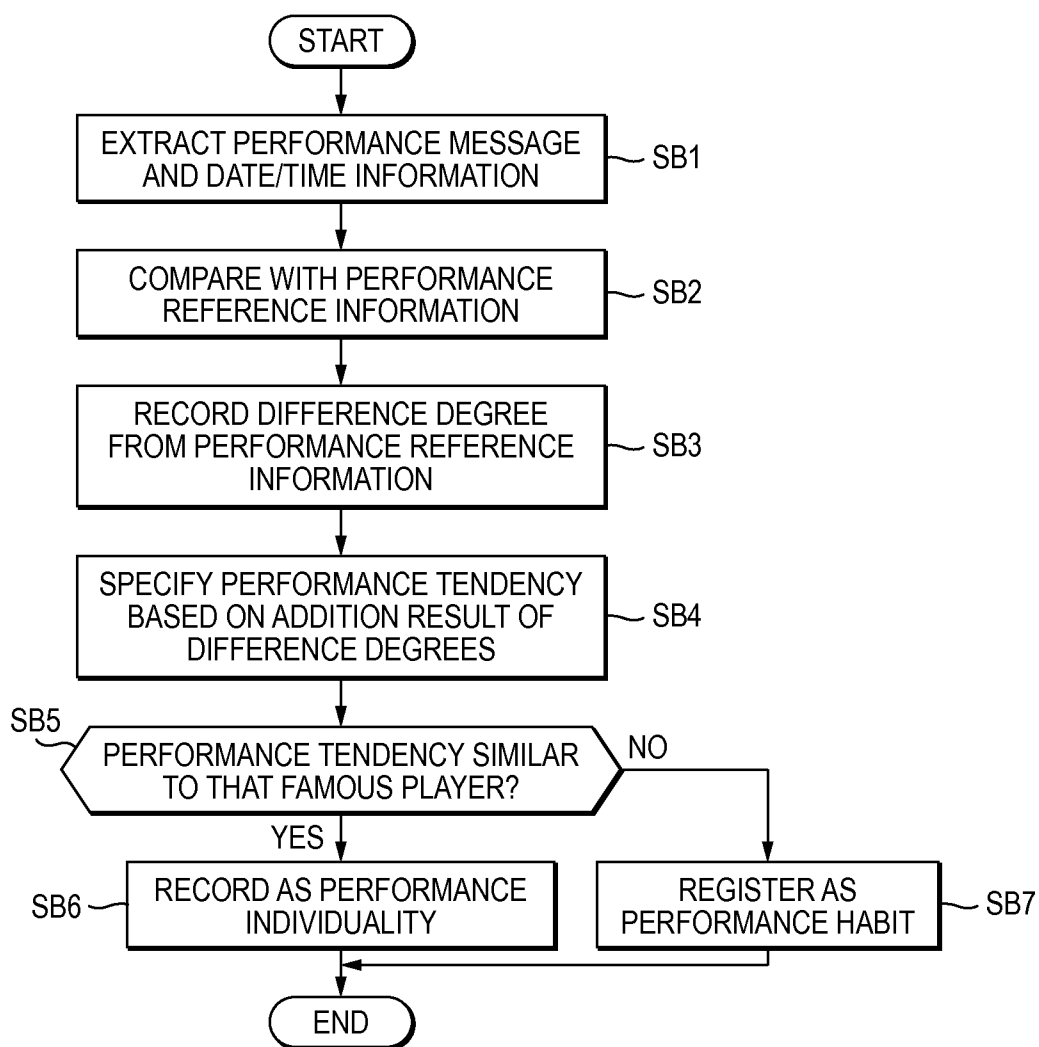 START
EXTRACT PERFORMANCE MESSAGE
AND DATE/TIME INFORMATION
SB1
COMPARE WITH PERFORMANCE
REFERENCE INFORMATION
SB2
RECORD DIFFERENCE DEGREE
FROM PERFORMANCE REFERENCE
INFORMATION
SB3
SPECIFY PERFORMANCE TENDENCY
BASED ON ADDITION RESULT OF
DIFFERENCE DEGREES
SB4
SB5
PERFORMANCE TENDENCY SIMILAR
TO THAT FAMOUS PLAYER?
NO
YES
SB6
RECORD AS PERFORMANCE
INDIVIDUALITY
REGISTER AS
PERFORMANCE HABIT
SB7
END